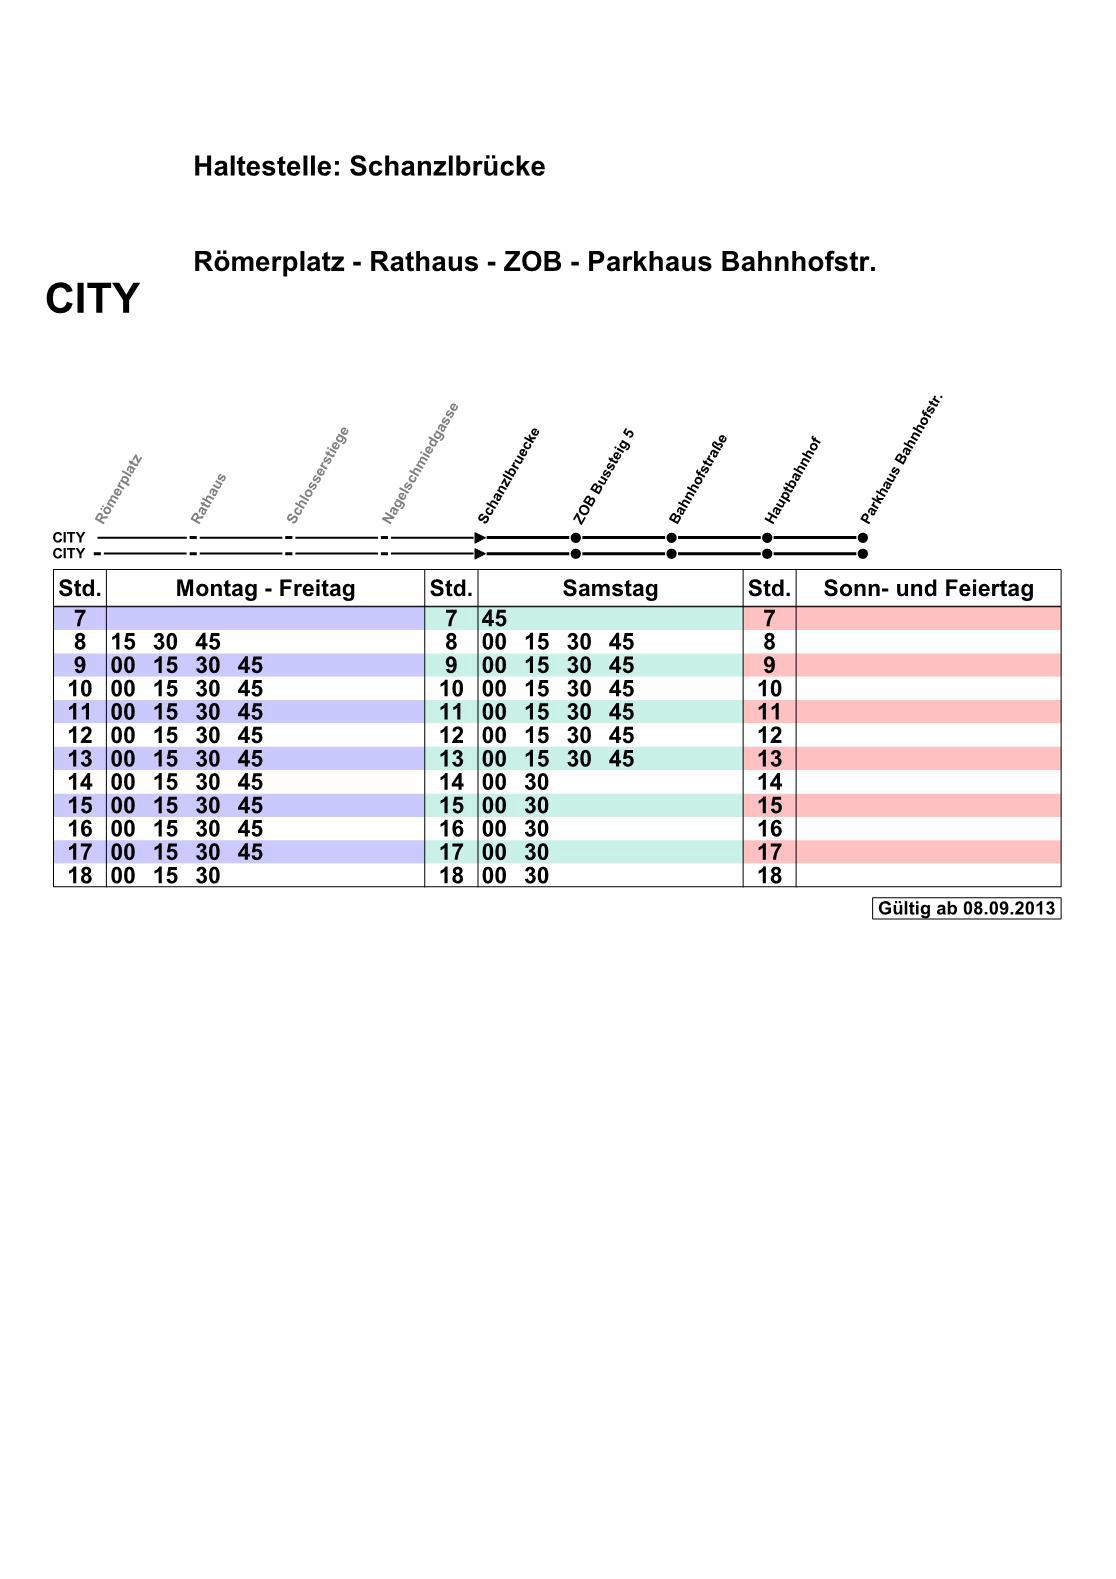 Haltestelle: Schanzlbrücke
Römerplatz - Rathaus - ZOB - Parkhaus Bahnhofstr.
CITY
Römerplatz Rathaus Schlosserstiege Nagelschmiedgasse Schanzlbruecke ZOB Bussteig 5 Bahnhofstraße Hauptbahnhof Parkhaus Bahnhofstr.
CITY
CITY
Std. Montag - Freitag Std. Samstag Std. Sonn- und Feiertag
7 7 45 7
8 15 30 45 8 00 15 30 45 8
9 00 15 30 45 9 00 15 30 45 9
10 00 15 30 45 10 00 15 30 45 10
11 00 15 30 45 11 00 15 30 45 11
12 00 15 30 45 12 00 15 30 45 12
13 00 15 30 45 13 00 15 30 45 13
14 00 15 30 45 14 00 30 14
15 00 15 30 45 15 00 30 15
16 00 15 30 45 16 00 30 16
17 00 15 30 45 17 00 30 17
18 00 15 30 18 00 30 18
Gültig ab 08.09.2013